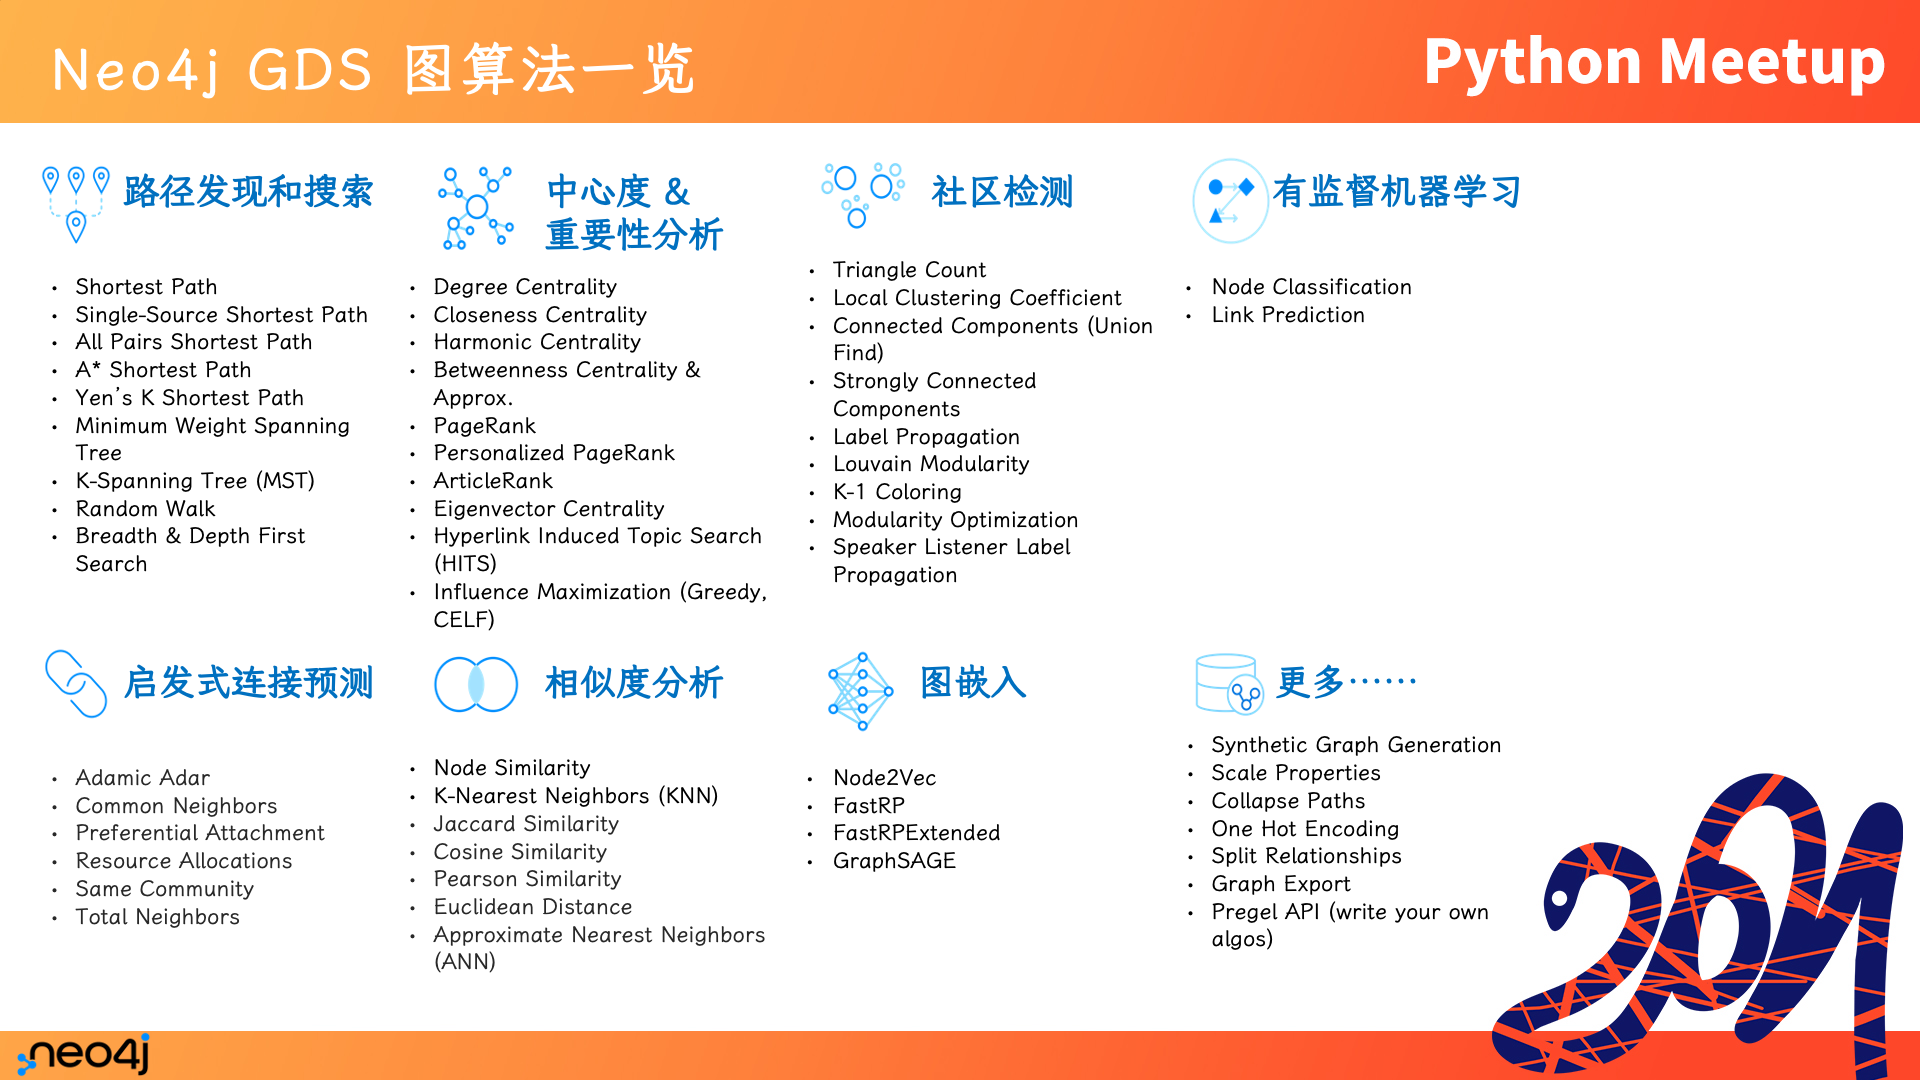 Neo4j GDS 图算法一览
Python Meetup
路径发现和搜索
• Shortest Path
• Single-Source Shortest Path
• All Pairs Shortest Path
• A* Shortest Path
• Yen's K Shortest Path
• Minimum Weight Spanning
Tree
• K-Spanning Tree (MST)
• Random Walk
• Breadth & Depth First
Search
中心度 &
重要性分析
• Degree Centrality
• Closeness Centrality
• Harmonic Centrality
• Betweenness Centrality &
Approx.
• PageRank
• Personalized PageRank
• ArticleRank
• Eigenvector Centrality
• Hyperlink Induced Topic Search
(HITS)
• Influence Maximization (Greedy,
CELF)
社区检测
• Triangle Count
• Local Clustering Coefficient
• Connected Components (Union
Find)
• Strongly Connected
Components
• Label Propagation
• Louvain Modularity
• K-1 Coloring
• Modularity Optimization
• Speaker Listener Label
Propagation
有监督机器学习
• Node Classification
• Link Prediction
启发式连接预测
• Adamic Adar
• Common Neighbors
• Preferential Attachment
• Resource Allocations
• Same Community
• Total Neighbors
相似度分析
• Node Similarity
• K-Nearest Neighbors (KNN)
• Jaccard Similarity
• Cosine Similarity
• Pearson Similarity
• Euclidean Distance
• Approximate Nearest Neighbors
(ANN)
图嵌入
• Node2Vec
• FastRP
• FastRPExtended
• GraphSAGE
更多……
• Synthetic Graph Generation
• Scale Properties
• Collapse Paths
• One Hot Encoding
• Split Relationships
• Graph Export
• Pregel API (write your own
algos)
2021
neo4j